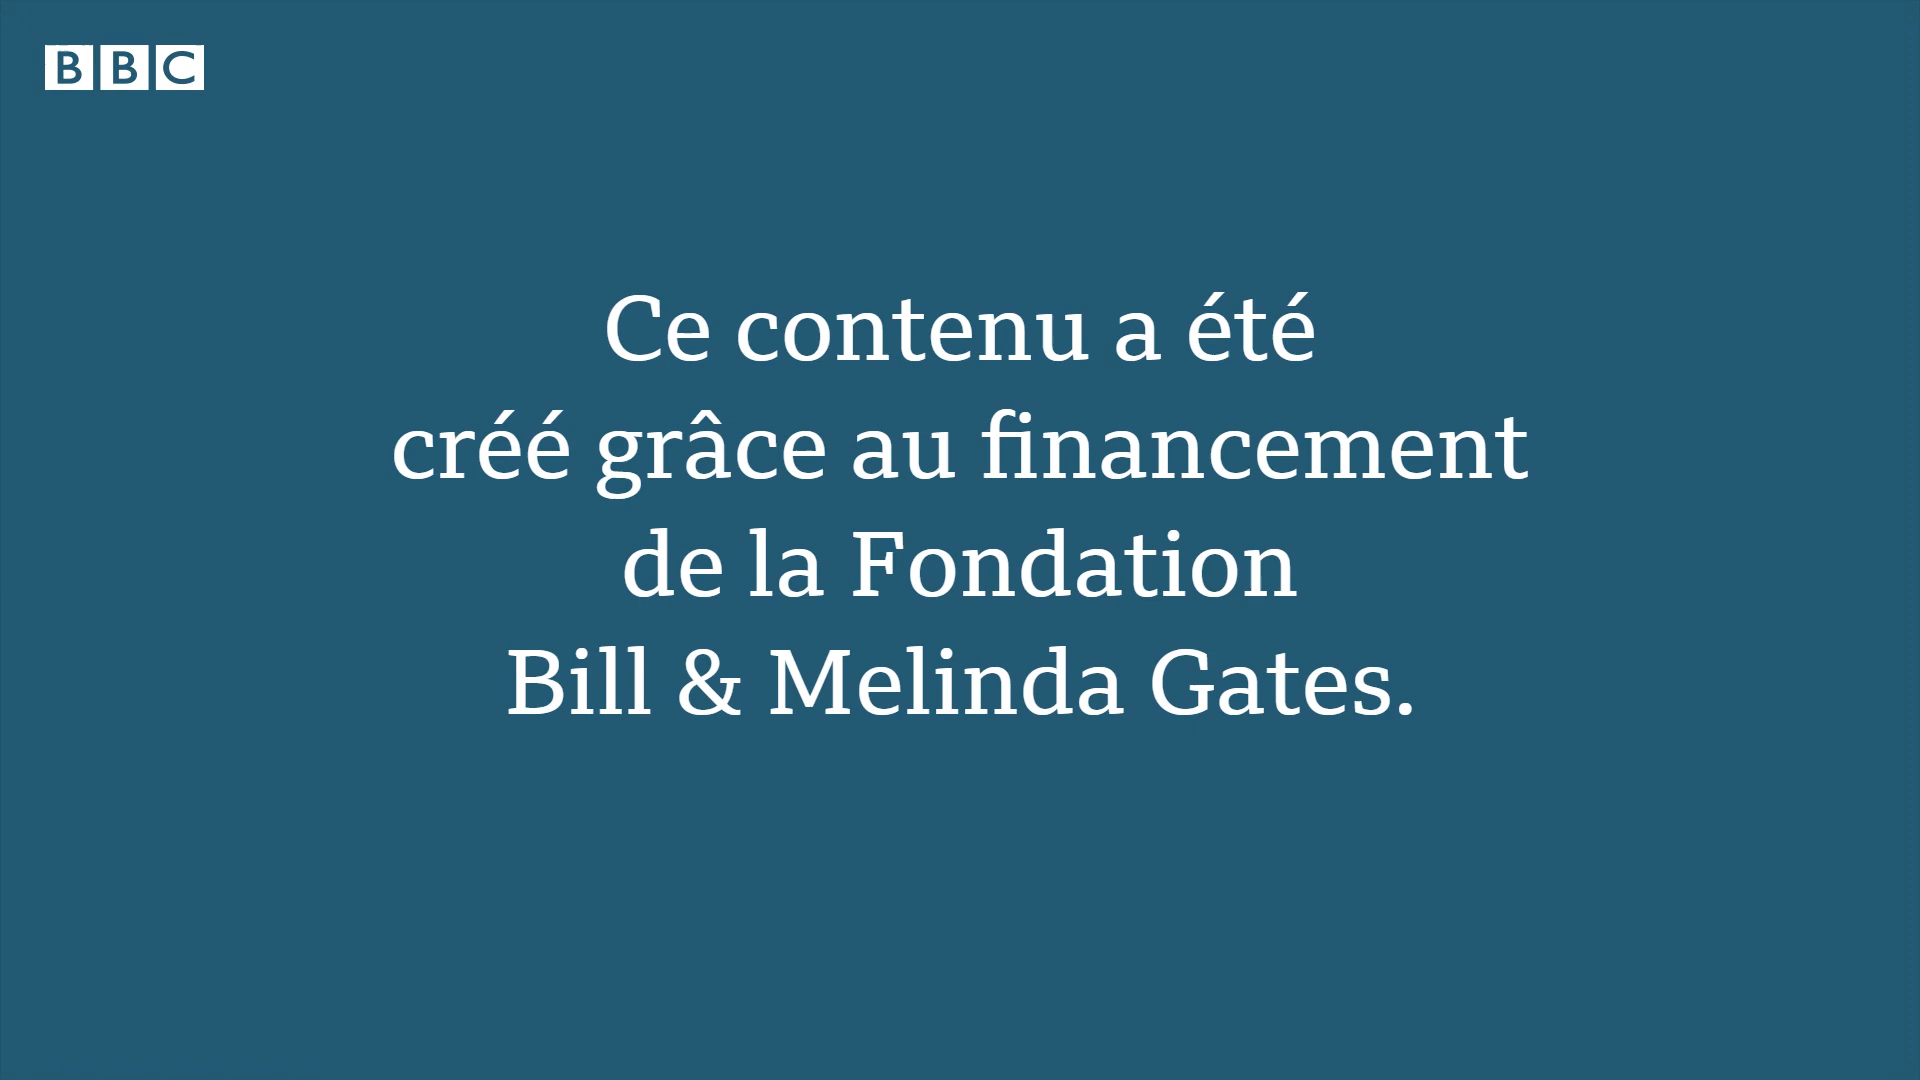 BBC
Ce contenu a été
créé grâce au financement
de la Fondation
Bill & Melinda Gates.